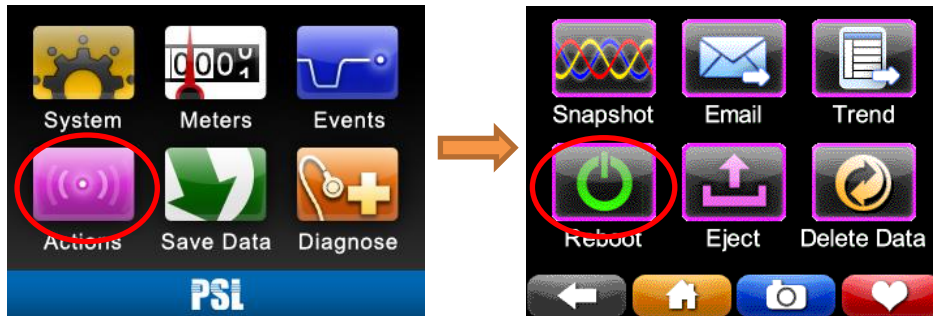 System Meters Events
Actions Save Data Diagnose
PSL
Snapshot Email Trend
Reboot Eject Delete Data